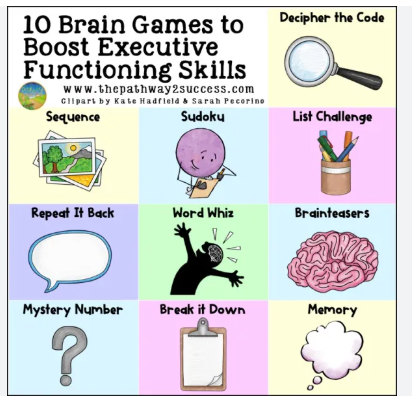 10 Brain Games to
Boost Executive
Functioning Skills
www.thepathway2success.com
Clipart by Kate Hadfield & Sarah Pecorino
Decipher the Code
Sequence
Sudoku
List Challenge
Repeat It Back
Word Whiz
Brainteasers
Mystery Number
Break it Down
Memory